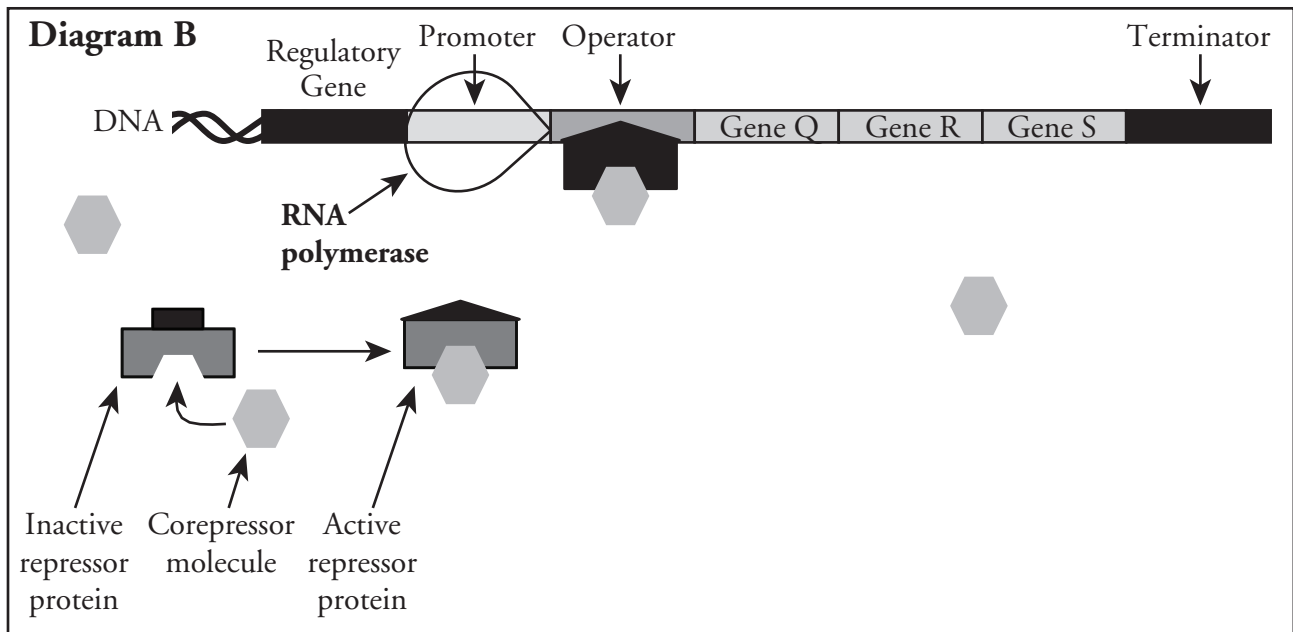 Diagram B
Regulatory
Gene
Promoter
Operator
Terminator
DNA
Gene Q
Gene R
Gene S
RNA
polymerase
Inactive
repressor
protein
Corepressor
molecule
Active
repressor
protein